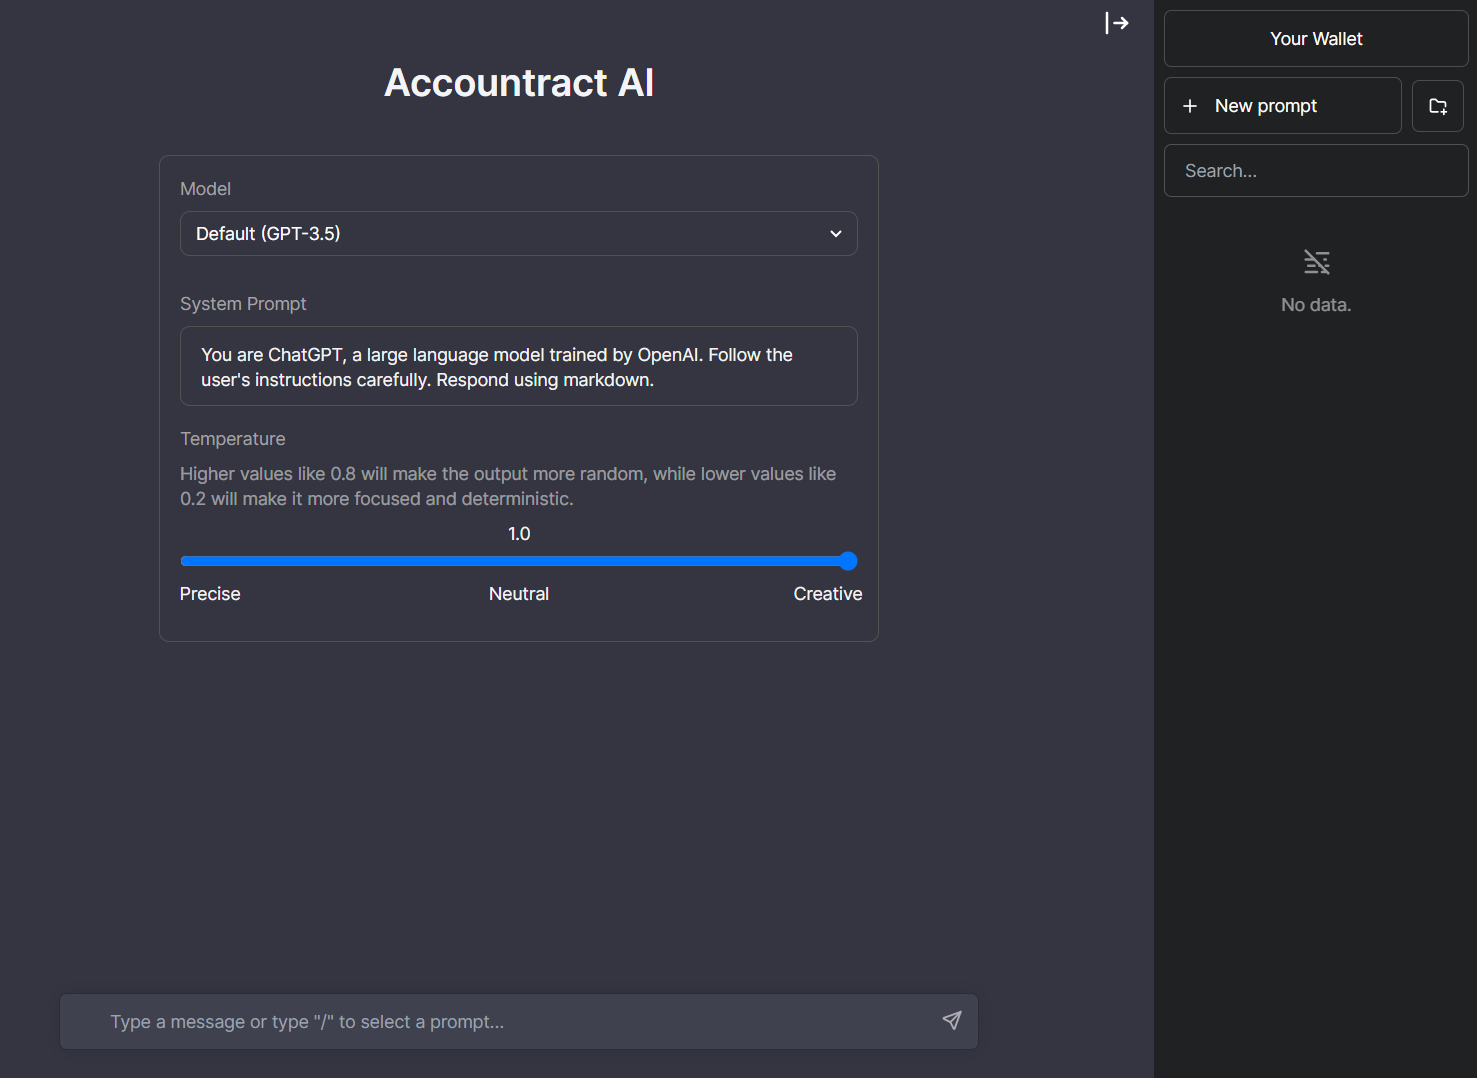 Accountract AI
Model
Default (GPT-3.5)
System Prompt
You are ChatGPT, a large language model trained by OpenAI. Follow the
user's instructions carefully. Respond using markdown.
Temperature
Higher values like 0.8 will make the output more random, while lower values like
0.2 will make it more focused and deterministic.
1.0
Precise Neutral Creative
Type a message or type "/" to select a prompt...
Your Wallet
New prompt
Search...
No data.